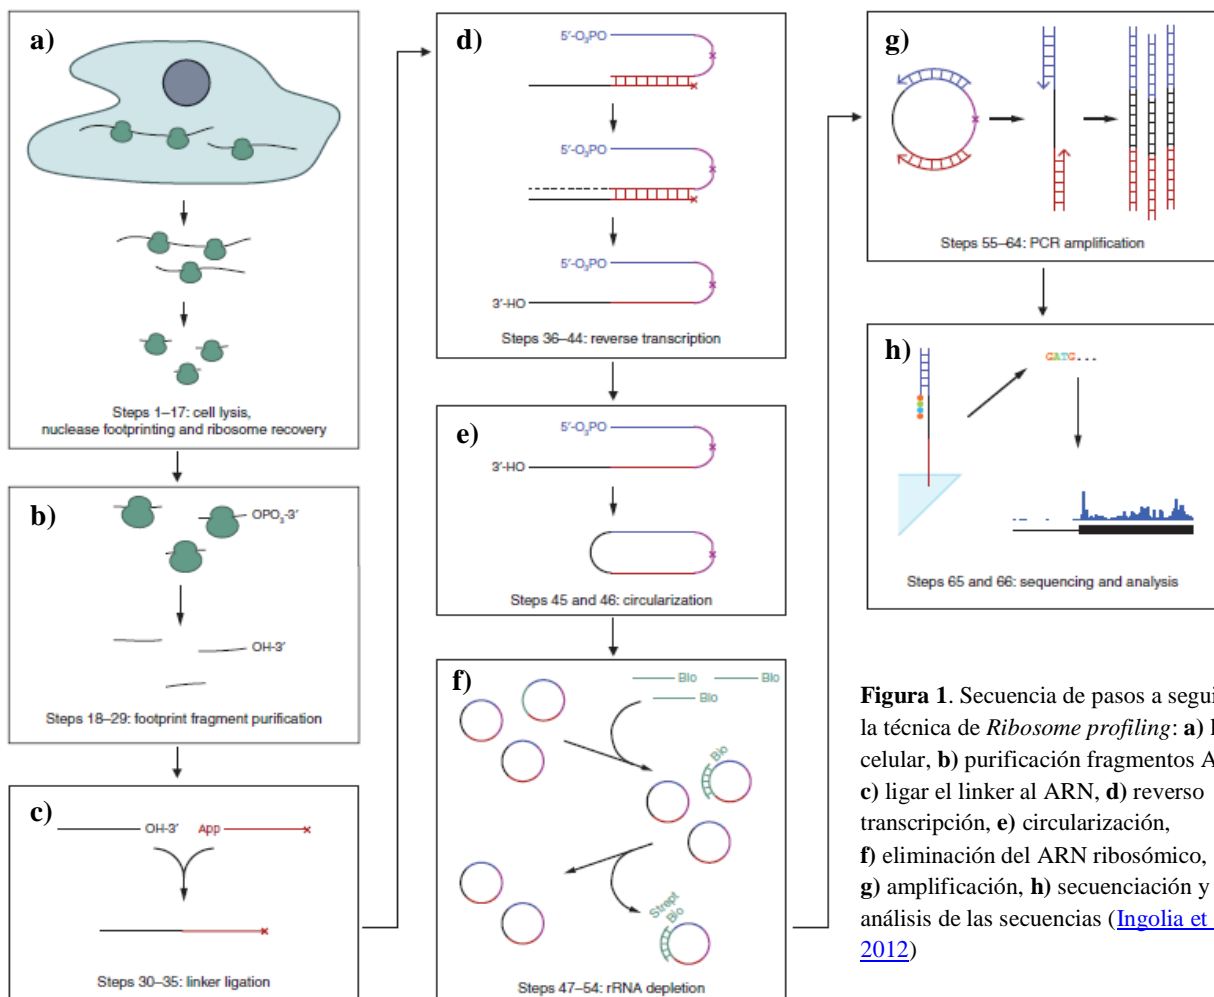 a)
Steps 1–17: cell lysis,
nuclease footprinting and ribosome recovery
b)
OPO₃-3′
OH-3′
Steps 18–29: footprint fragment purification
c)
OH-3′ App
Steps 30–35: linker ligation
d)
5′-O₃PO
5′-O₃PO
5′-O₃PO
3′-HO
Steps 36–44: reverse transcription
e)
5′-O₃PO
3′-HO
Steps 45 and 46: circularization
f)
Bio Bio
Bio
Bio
Strept
Bio
Steps 47–54: rRNA depletion
g)
Steps 55–64: PCR amplification
h)
GATG...
Steps 65 and 66: sequencing and analysis
Figura 1. Secuencia de pasos a segui
la técnica de Ribosome profiling: a)
celular, b) purificación fragmentos A
c) ligar el linker al ARN, d) reverso
transcripción, e) circularización,
f) eliminación del ARN ribosómico,
g) amplificación, h) secuenciación y
análisis de las secuencias (Ingolia et
2012)